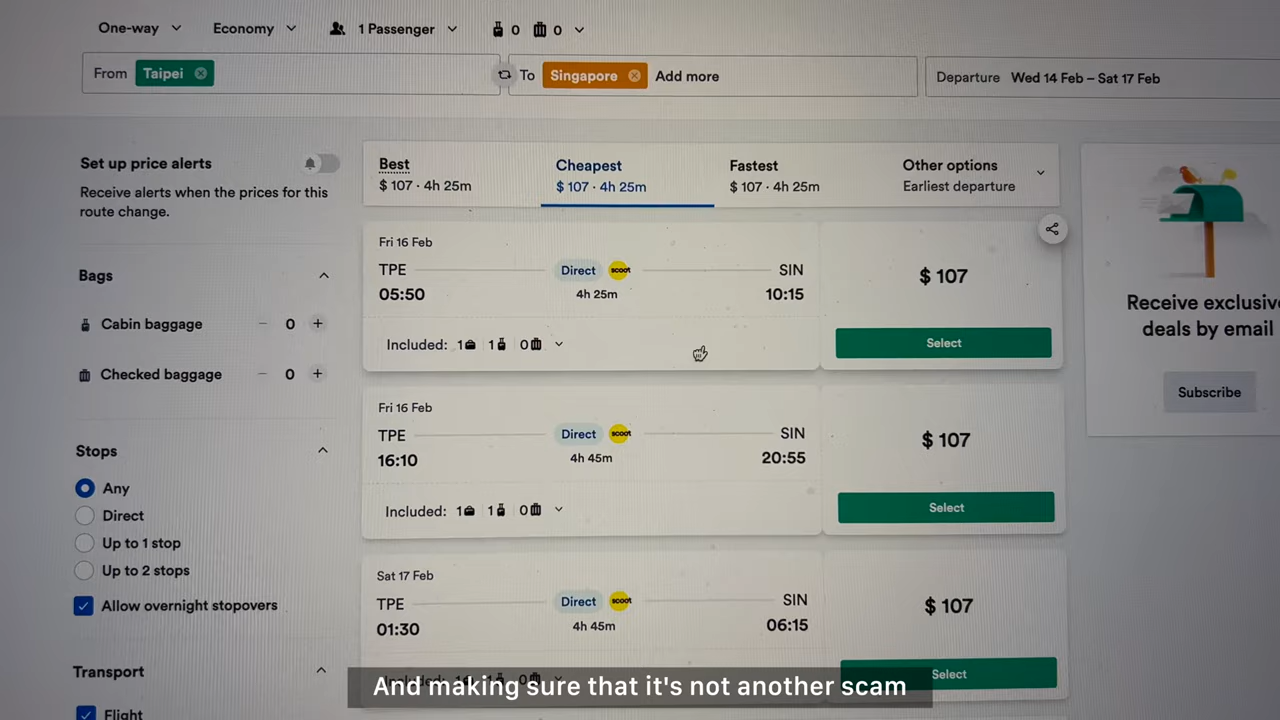 One-way Economy 1 Passenger 0 0
From Taipei To Singapore Add more Departure Wed 14 Feb – Sat 17 Feb
Set up price alerts
Receive alerts when the prices for this
route change.
Bags
Cabin baggage 0
Checked baggage 0
Stops
Any
Direct
Up to 1 stop
Up to 2 stops
Allow overnight stopovers
Transport
Flight
Best
$ 107 · 4h 25m
Cheapest
$ 107 · 4h 25m
Fastest
$ 107 · 4h 25m
Other options
Earliest departure
Fri 16 Feb
TPE Direct scoot SIN
05:50 4h 25m 10:15
Included: 1 1 0
$ 107
Select
Fri 16 Feb
TPE Direct scoot SIN
16:10 4h 45m 20:55
Included: 1 1 0
$ 107
Select
Sat 17 Feb
TPE Direct scoot SIN
01:30 4h 45m 06:15
$ 107
Select
Receive exclusive
deals by email
Subscribe
And making sure that it's not another scam